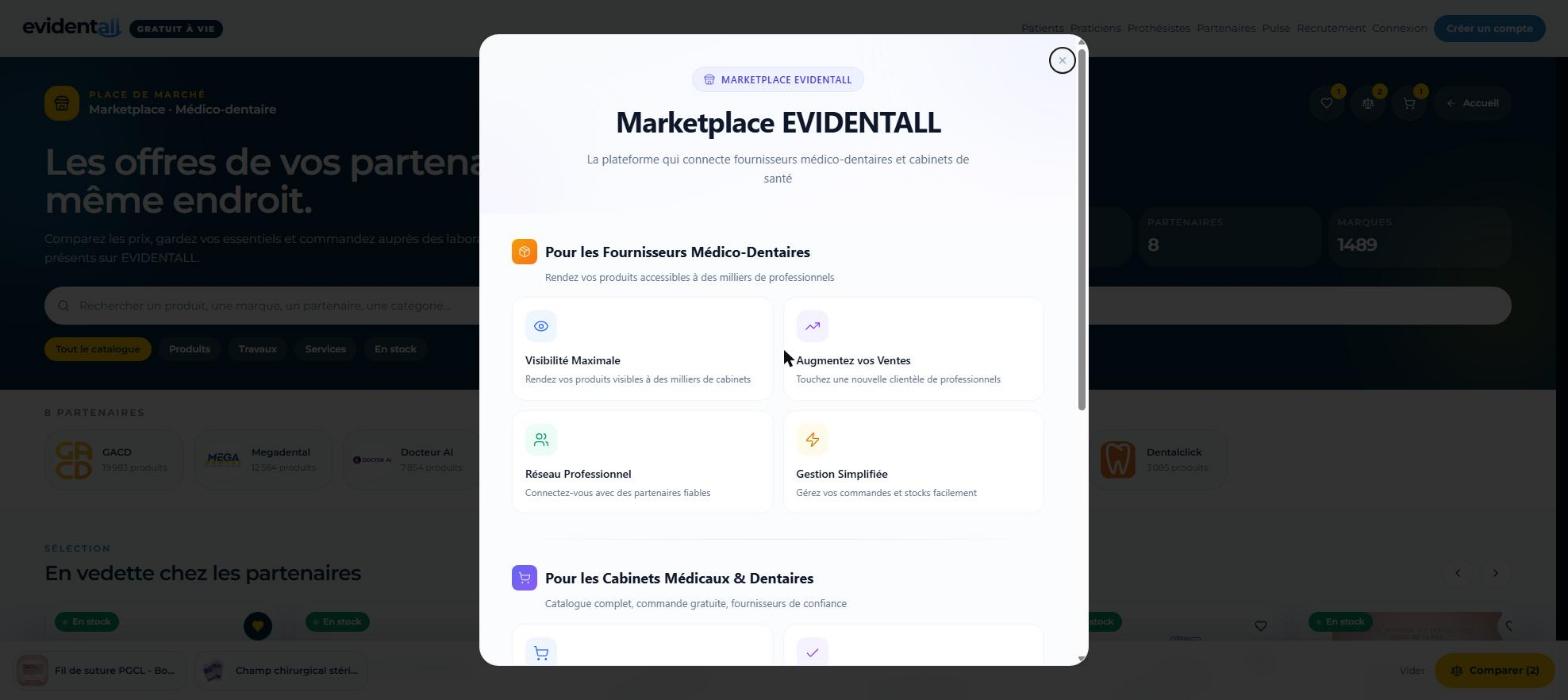 evidentall GRATUIT À VIE
Patients Praticiens Prothésistes Partenaires Pulse Recrutement Connexion Créer un compte
PLACE DE MARCHÉ
Marketplace · Médico-dentaire
1 2 1 Accueil
Les offres de vos partena
même endroit.
Comparez les prix, gardez vos essentiels et commandez auprès des labora
présents sur EVIDENTALL.
PARTENAIRES
8
MARQUES
1489
Rechercher un produit, une marque, un partenaire, une catégorie...
Tout le catalogue Produits Travaux Services En stock
8 PARTENAIRES
GACD
19 983 produits
Megadental
12 564 produits
Docteur AI
7 854 produits
Dentalclick
3 095 produits
SÉLECTION
En vedette chez les partenaires
En stock En stock stock En stock
Fil de suture PGCL - Bo... Champ chirurgical stéri...
Vider Comparer (2)
MARKETPLACE EVIDENTALL
Marketplace EVIDENTALL
La plateforme qui connecte fournisseurs médico-dentaires et cabinets de
santé
Pour les Fournisseurs Médico-Dentaires
Rendez vos produits accessibles à des milliers de professionnels
Visibilité Maximale
Rendez vos produits visibles à des milliers de cabinets
Augmentez vos Ventes
Touchez une nouvelle clientèle de professionnels
Réseau Professionnel
Connectez-vous avec des partenaires fiables
Gestion Simplifiée
Gérez vos commandes et stocks facilement
Pour les Cabinets Médicaux & Dentaires
Catalogue complet, commande gratuite, fournisseurs de confiance